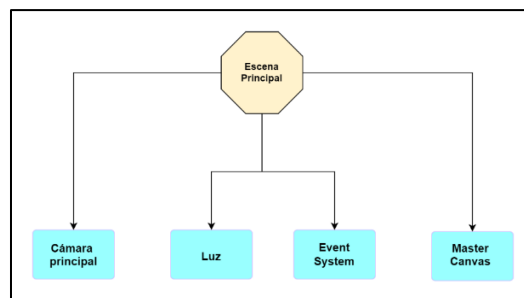 Escena
Principal
Cámara
principal
Luz
Event
System
Master
Canvas